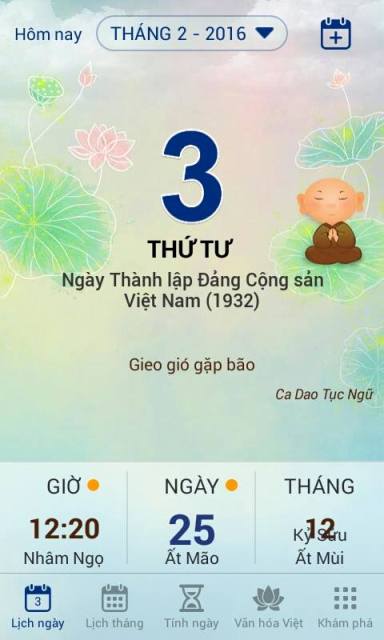 Hôm nay
THÁNG 2 - 2016
3
THỨ TƯ
Ngày Thành lập Đảng Cộng sản
Việt Nam (1932)
Gieo gió gặp bão
Ca Dao Tục Ngữ
GIỜ
NGÀY
THÁNG
12:20
25
12
Kỷ Sửu
Nhâm Ngọ
Ất Mão
Ất Mùi
3
Lịch ngày
Lịch tháng
Tính ngày
Văn hóa Việt
Khám phá